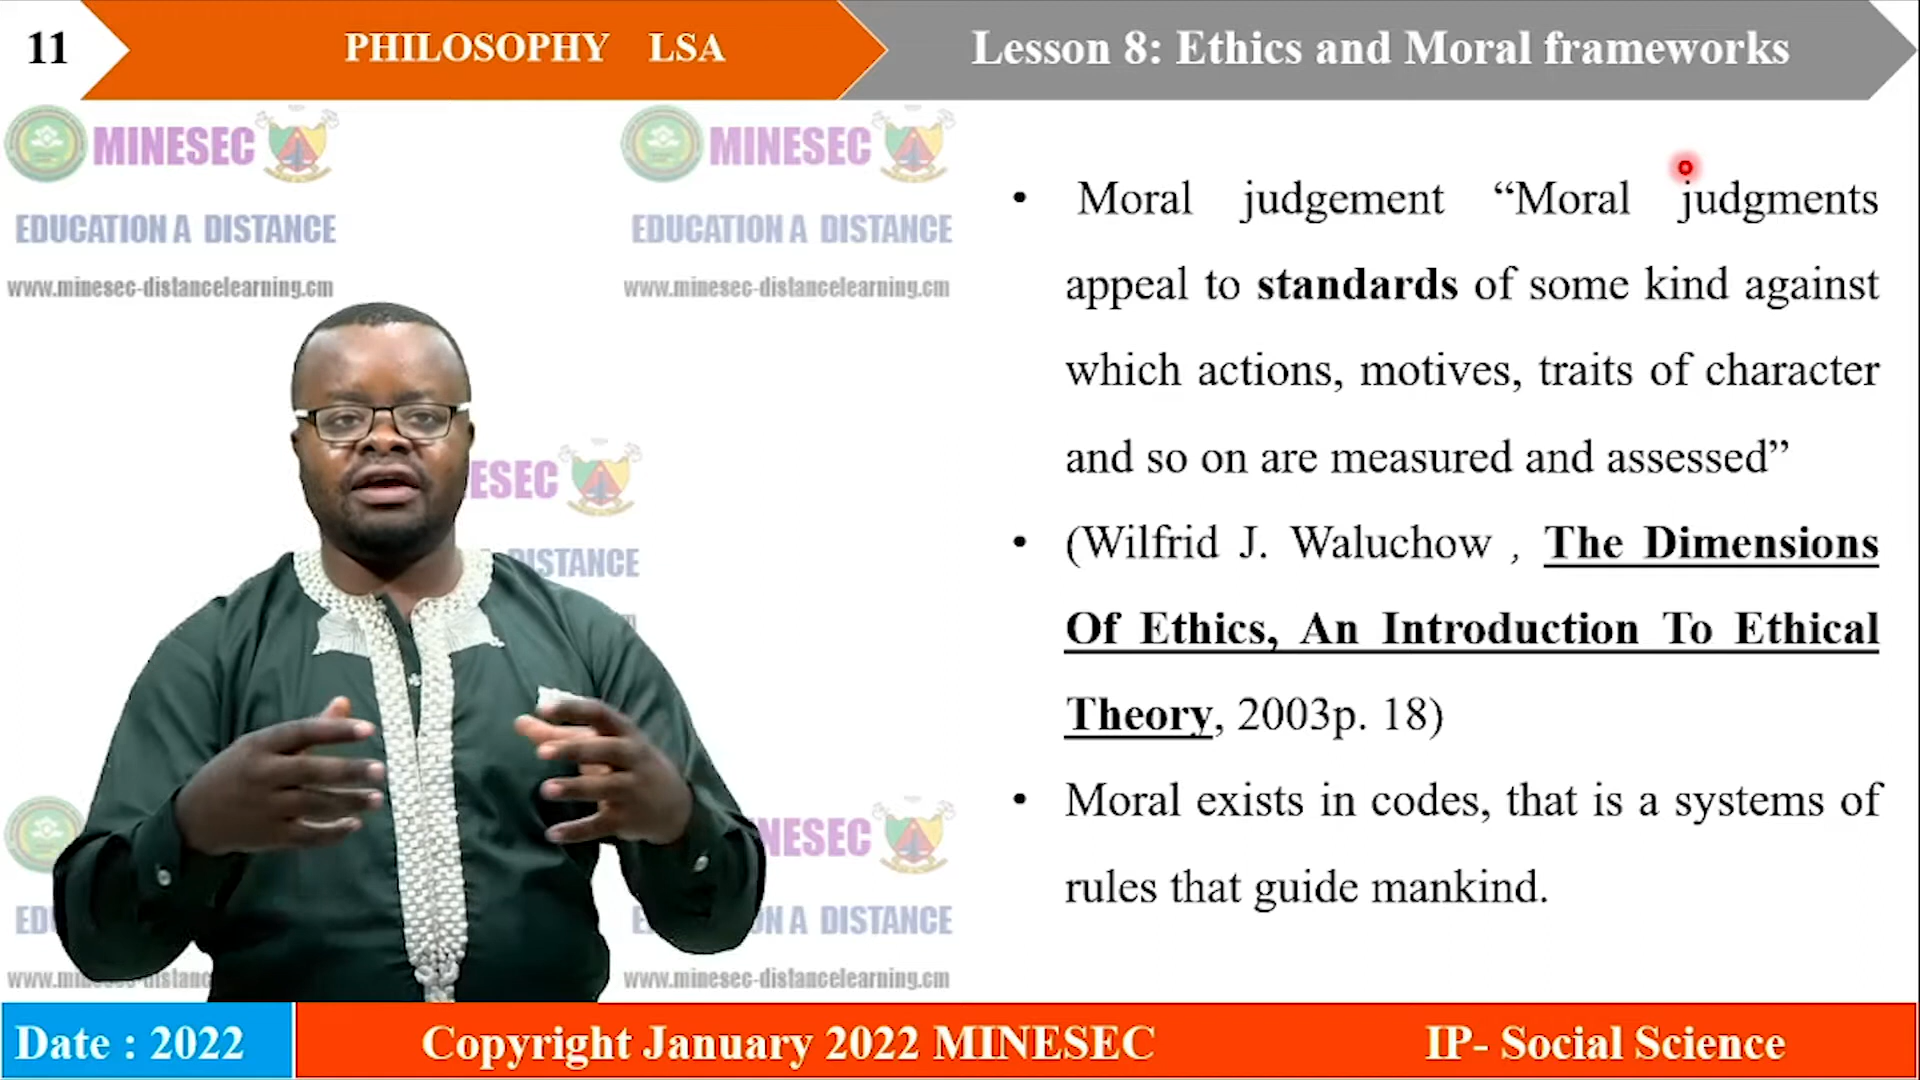 11
PHILOSOPHY LSA
Lesson 8: Ethics and Moral frameworks
MINESEC
EDUCATION A DISTANCE
www.minesec-distancelearning.cm
MINESEC
EDUCATION A DISTANCE
www.minesec-distancelearning.cm
• Moral judgement “Moral judgments
appeal to standards of some kind against
which actions, motives, traits of character
and so on are measured and assessed”
• (Wilfrid J. Waluchow , The Dimensions
Of Ethics, An Introduction To Ethical
Theory, 2003p. 18)
• Moral exists in codes, that is a systems of
rules that guide mankind.
ESEC
DISTANCE
NESEC
ED
E
ON A DISTANCE
www.m
distanc
www.minesec-distancelearning.cm
Date : 2022
Copyright January 2022 MINESEC
IP- Social Science